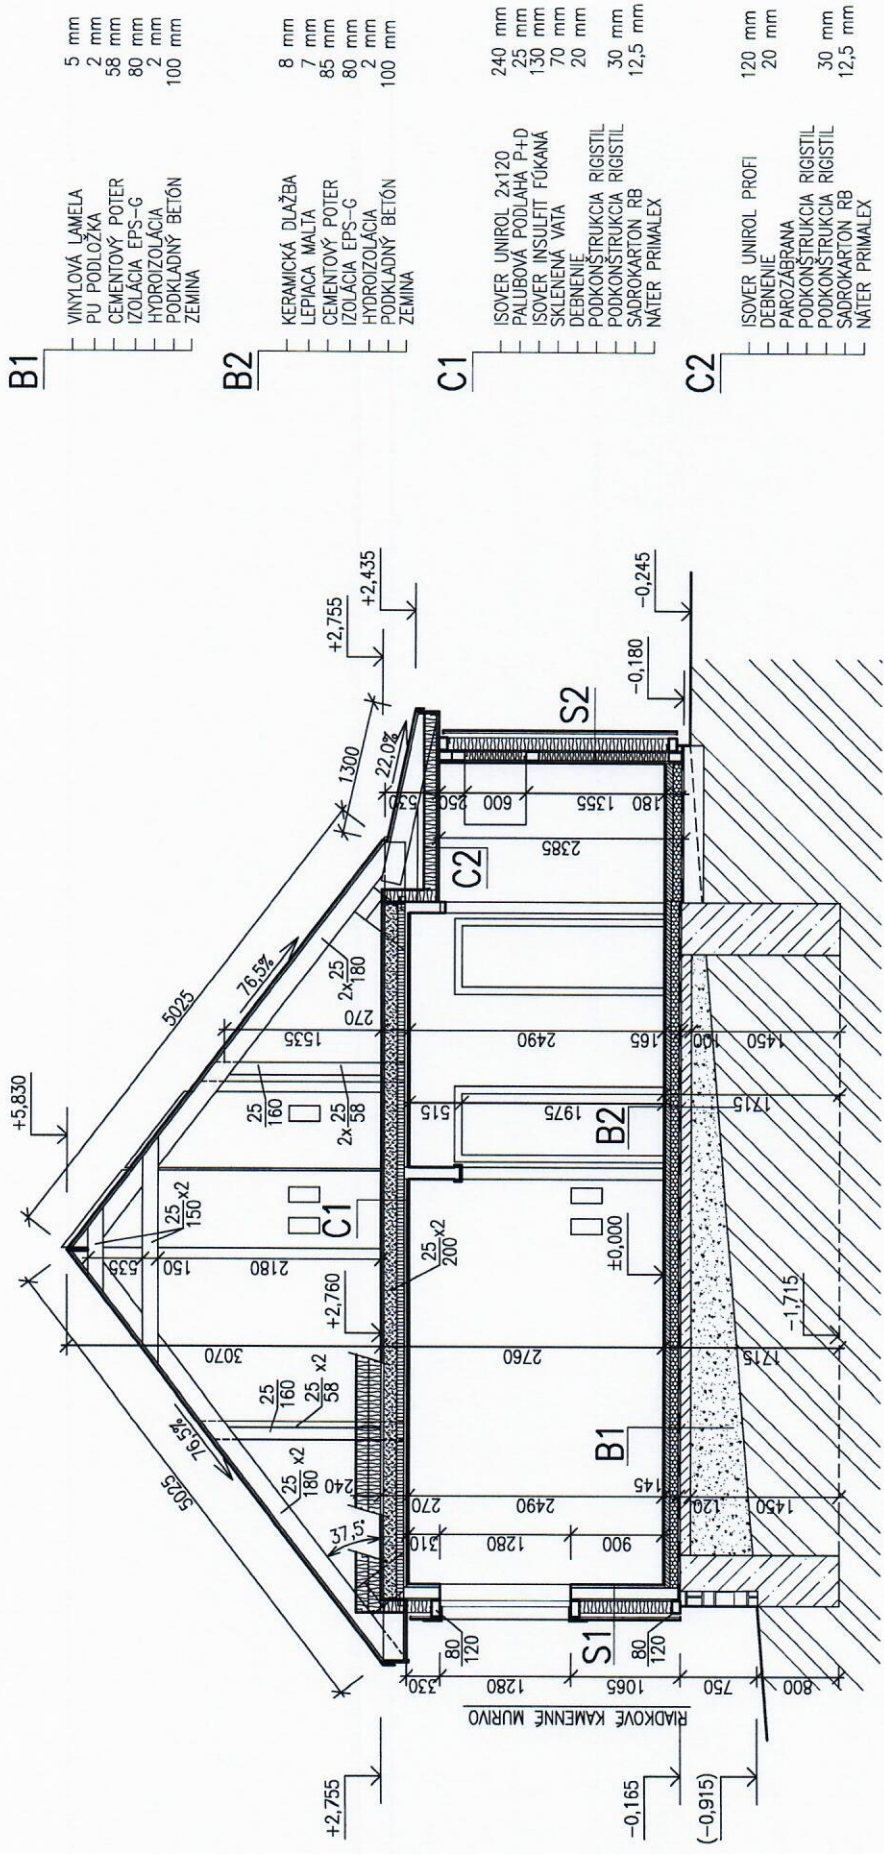 B1
VINYLOVÁ LAMELA 5 mm
PU PODLOŽKA 2 mm
CEMENTOVÝ POTER 58 mm
IZOLÁCIA EPS-G 80 mm
HYDROIZOLÁCIA 2 mm
PODKLADNÝ BETÓN 100 mm
ZEMINA
B2
KERAMICKÁ DLAŽBA 8 mm
LEPIACA MALTA 7 mm
CEMENTOVÝ POTER 85 mm
IZOLÁCIA EPS-G 80 mm
HYDROIZOLÁCIA 2 mm
PODKLADNÝ BETÓN 100 mm
ZEMINA
C1
ISOVER UNIROL 2x120 240 mm
PALUBOVÁ PODLAHA P+D 25 mm
ISOVER INSULFIT FÚKANÁ 130 mm
SKLENENÁ VATA 70 mm
DEBNENIE 20 mm
PODKONŠTRUKCIA RIGISTIL
PODKONŠTRUKCIA RIGISTIL 30 mm
SADROKARTON RB 12,5 mm
NÁTER PRIMALEX
C2
ISOVER UNIROL PROFI 120 mm
DEBNENIE 20 mm
PAROZÁBRANA
PODKONŠTRUKCIA RIGISTIL
PODKONŠTRUKCIA RIGISTIL 30 mm
SADROKARTON RB 12,5 mm
NÁTER PRIMALEX
+5,830
5025
5025
76,5%
76,5%
1300
22,0%
+2,755
+2,435
+2,755
+2,760
±0,000
-0,180
-0,245
-0,165
(-0,915)
-1,715
37,5°
25
150
x2
25
180
x2
25
160
25
58
x2
25
160
2x
25
58
2x
25
180
25
200
x2
535
150
2180
3070
1535
270
240
C1
C2
B1
B2
S1
S2
530
250
600
1355
180
2385
2490
165
100
1450
515
1975
1715
2760
1715
270
2490
145
120
1450
310
1280
900
80
120
80
120
330
1280
1065
750
800
RIADKOVÉ KAMENNÉ MURIVO